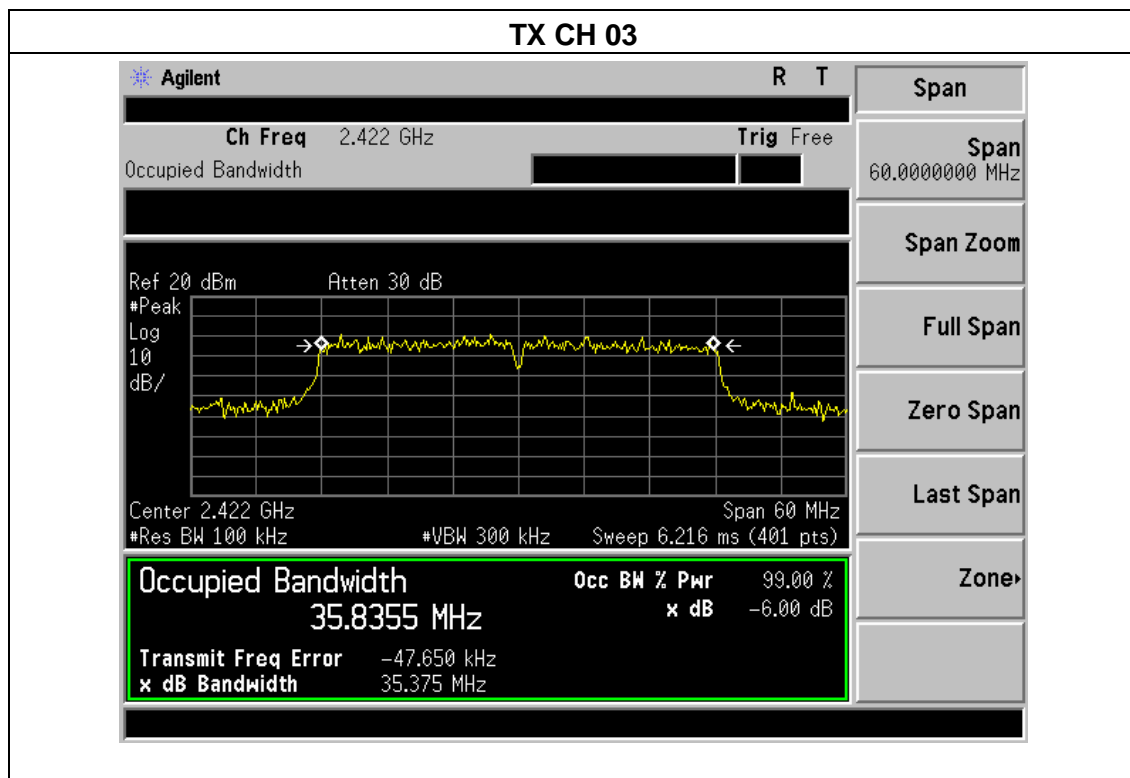 TX CH 03
Agilent R T
Ch Freq 2.422 GHz Trig Free
Occupied Bandwidth
Ref 20 dBm Atten 30 dB
#Peak
Log
10
dB/
Center 2.422 GHz Span 60 MHz
#Res BW 100 kHz #VBW 300 kHz Sweep 6.216 ms (401 pts)
Occupied Bandwidth Occ BW % Pwr 99.00 %
35.8355 MHz x dB -6.00 dB
Transmit Freq Error -47.650 kHz
x dB Bandwidth 35.375 MHz
Span
Span
60.0000000 MHz
Span Zoom
Full Span
Zero Span
Last Span
Zone